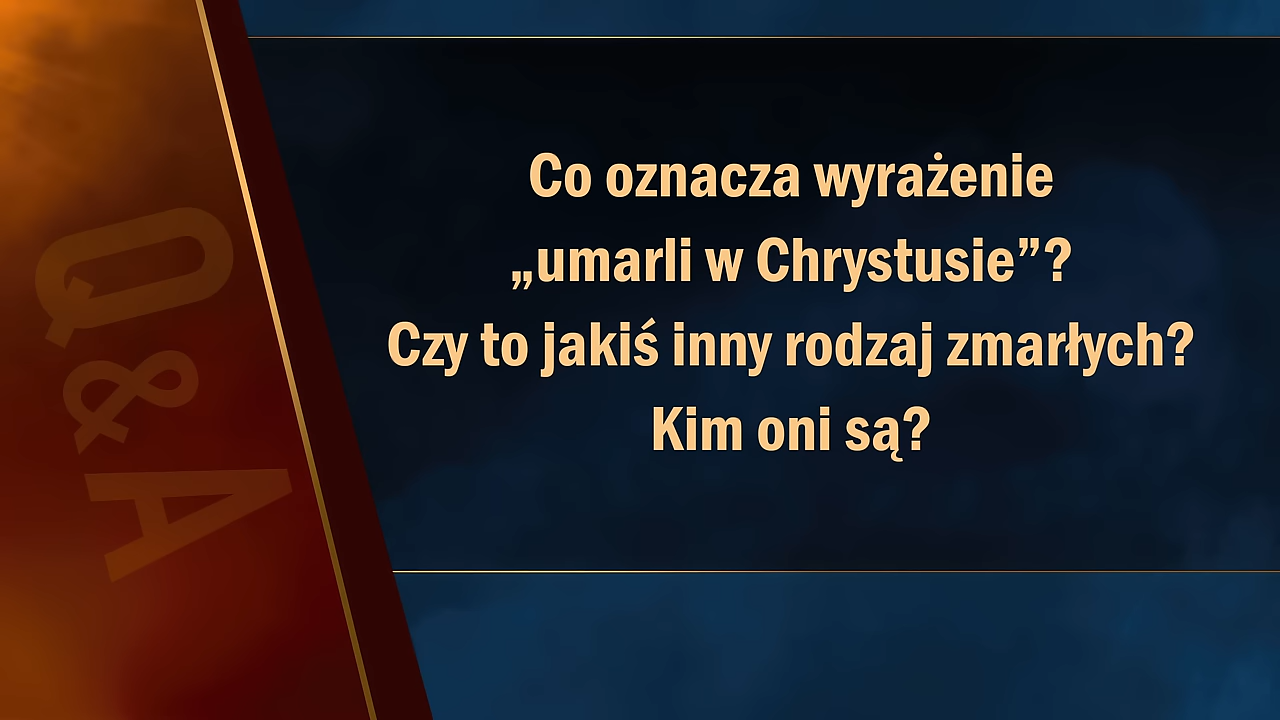 Co oznacza wyrażenie
„umarli w Chrystusie”?
Czy to jakiś inny rodzaj zmarłych?
Kim oni są?
Q & A